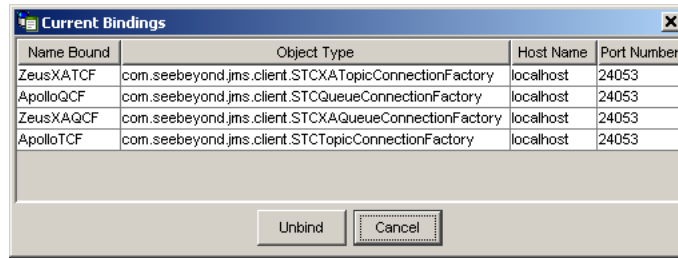 Current Bindings
Name Bound Object Type Host Name Port Number
ZeusXATCF com.seebeyond.jms.client.STCXATopicConnectionFactory localhost 24053
ApolloQCF com.seebeyond.jms.client.STCQueueConnectionFactory localhost 24053
ZeusXAQCF com.seebeyond.jms.client.STCXAQueueConnectionFactory localhost 24053
ApolloTCF com.seebeyond.jms.client.STCTopicConnectionFactory localhost 24053
Unbind Cancel